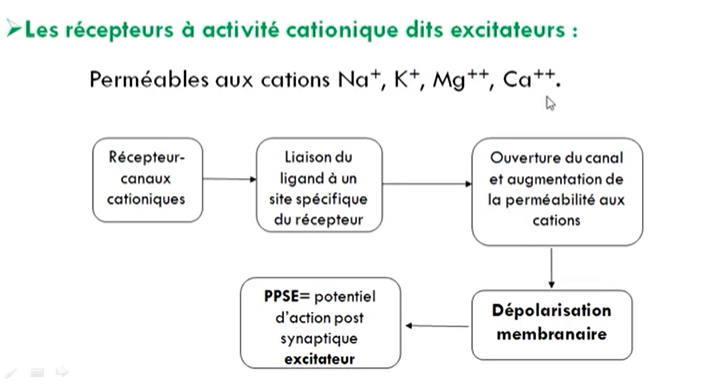 ➢Les récepteurs à activité cationique dits excitateurs :
Perméables aux cations Na⁺, K⁺, Mg⁺⁺, Ca⁺⁺.
Récepteur-
canaux
cationiques
Liaison du
ligand à un
site spécifique
du récepteur
Ouverture du canal
et augmentation de
la perméabilité aux
cations
Dépolarisation
membranaire
PPSE= potentiel
d'action post
synaptique
excitateur